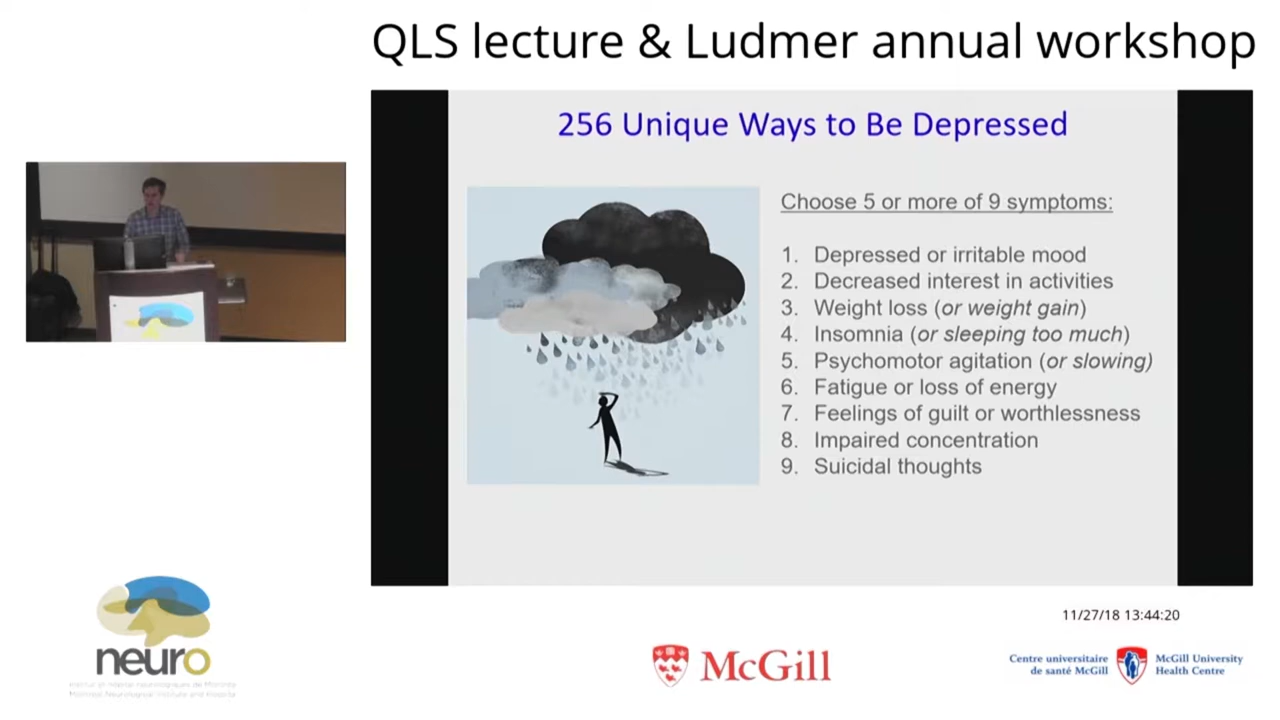 QLS lecture & Ludmer annual workshop
256 Unique Ways to Be Depressed
Choose 5 or more of 9 symptoms:
1. Depressed or irritable mood
2. Decreased interest in activities
3. Weight loss (or weight gain)
4. Insomnia (or sleeping too much)
5. Psychomotor agitation (or slowing)
6. Fatigue or loss of energy
7. Feelings of guilt or worthlessness
8. Impaired concentration
9. Suicidal thoughts
11/27/18 13:44:20
neuro
McGill
Centre universitaire
de santé McGill
McGill University
Health Centre